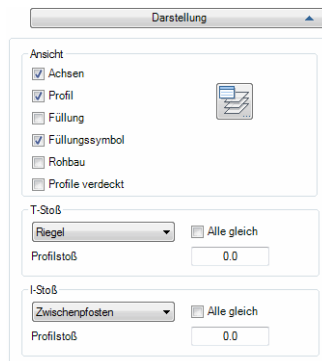 Darstellung
Ansicht
Achsen
Profil
Füllung
Füllungssymbol
Rohbau
Profile verdeckt
T-Stoß
Riegel
Alle gleich
Profilstoß
0.0
I-Stoß
Zwischenpfosten
Alle gleich
Profilstoß
0.0